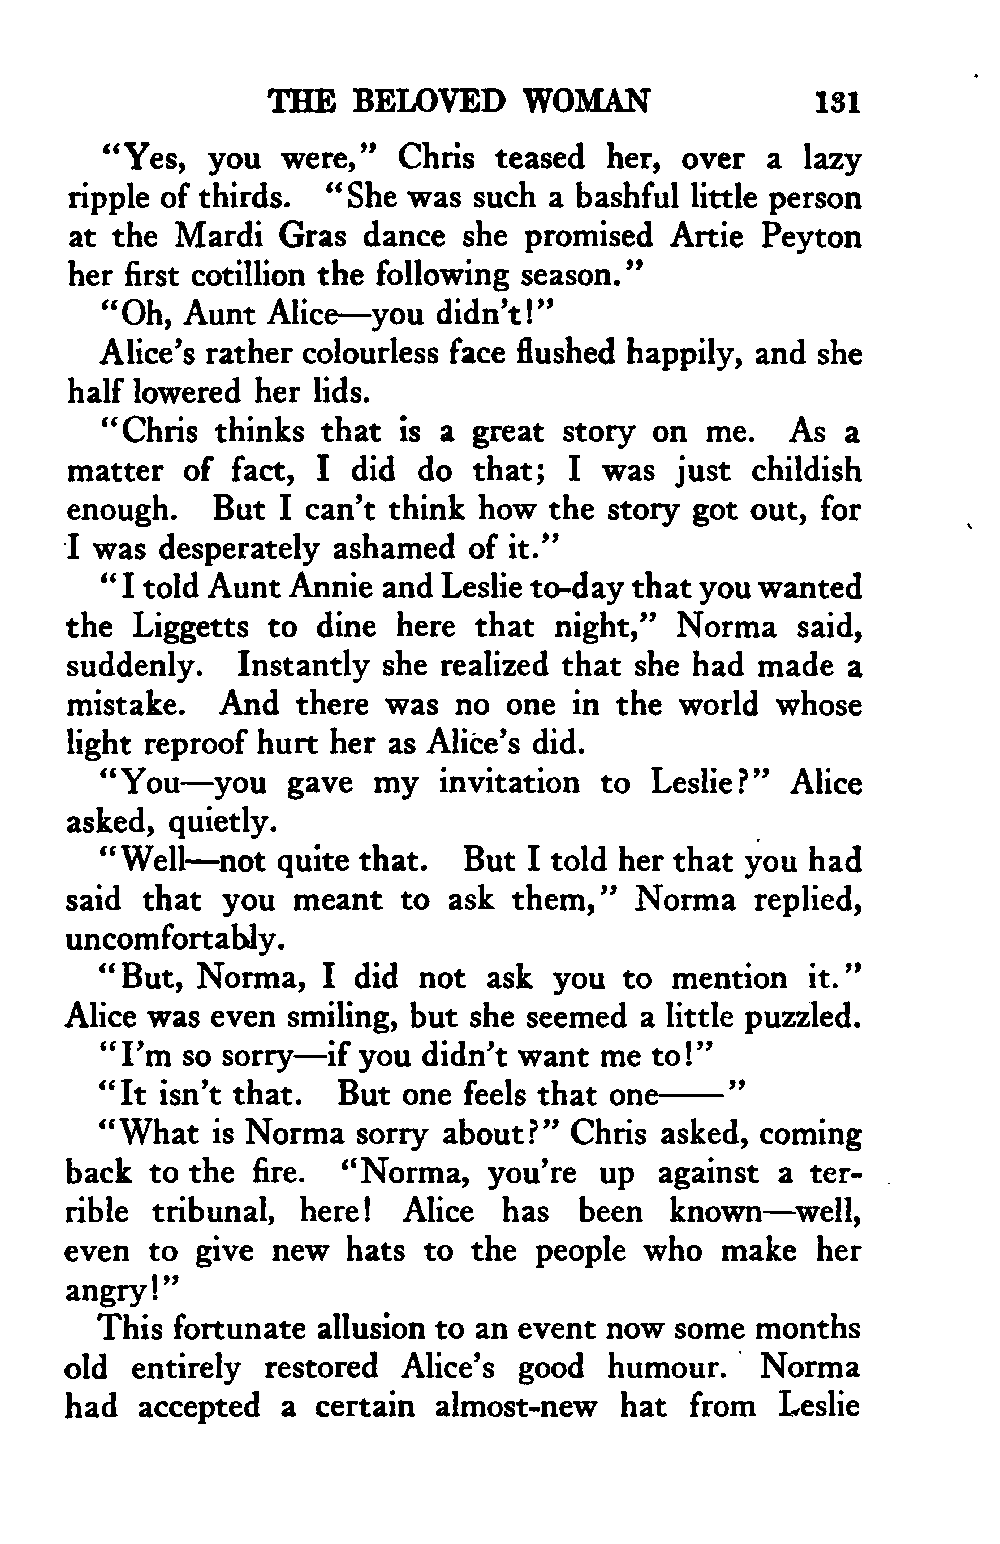 THE BELOVED WOMAN 131
“Yes, you were,” Chris teased her, over a lazy
ripple of thirds. “She was such a bashful little person
at the Mardi Gras dance she promised Artie Peyton
her first cotillion the following season.”
“Oh, Aunt Alice—you didn’t!”
Alice’s rather colourless face flushed happily, and she
half lowered her lids.
“Chris thinks that is a great story on me. As a
matter of fact, I did do that; I was just childish
enough. But I can’t think how the story got out, for
I was desperately ashamed of it.”
“I told Aunt Annie and Leslie to-day that you wanted
the Liggetts to dine here that night,” Norma said,
suddenly. Instantly she realized that she had made a
mistake. And there was no one in the world whose
light reproof hurt her as Alice’s did.
“You—you gave my invitation to Leslie?” Alice
asked, quietly.
“Well—not quite that. But I told her that you had
said that you meant to ask them,” Norma replied,
uncomfortably.
“But, Norma, I did not ask you to mention it.”
Alice was even smiling, but she seemed a little puzzled.
“I’m so sorry—if you didn’t want me to!”
“It isn’t that. But one feels that one——”
“What is Norma sorry about?” Chris asked, coming
back to the fire. “Norma, you’re up against a ter-
rible tribunal, here! Alice has been known—well,
even to give new hats to the people who make her
angry!”
This fortunate allusion to an event now some months
old entirely restored Alice’s good humour. Norma
had accepted a certain almost-new hat from Leslie